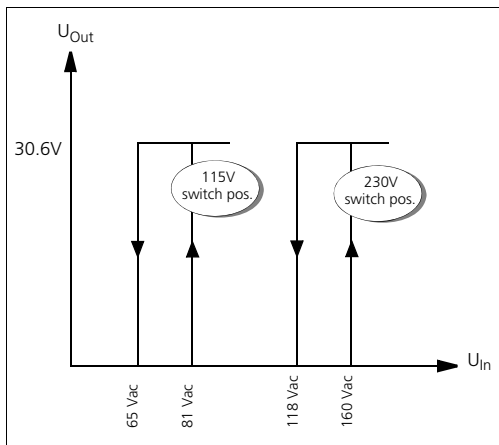 U_Out
30.6V
115V
switch pos.
230V
switch pos.
U_In
65 Vac
81 Vac
118 Vac
160 Vac